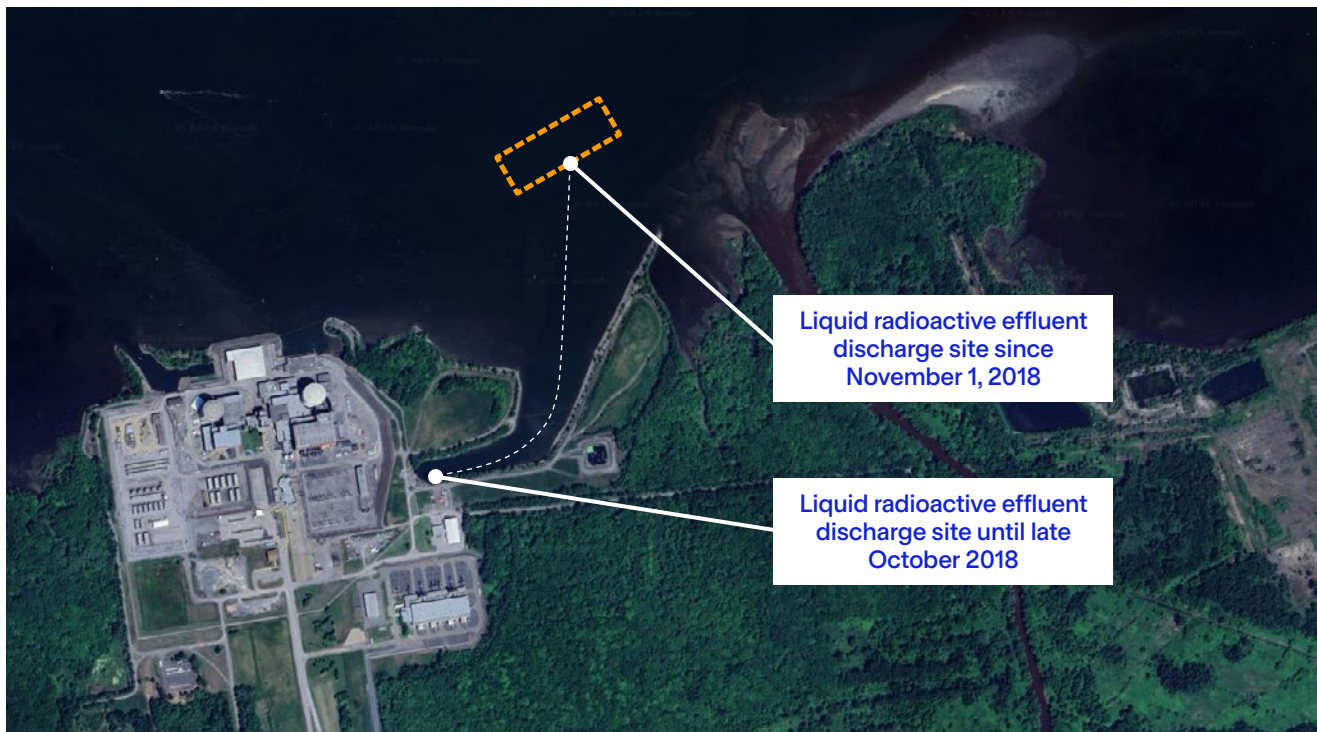 Liquid radioactive effluent
discharge site since
November 1, 2018
Liquid radioactive effluent
discharge site until late
October 2018